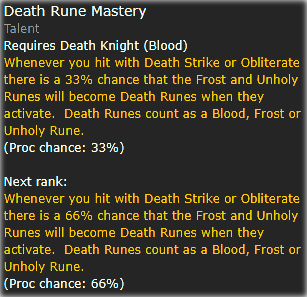 Death Rune Mastery
Talent
Requires Death Knight (Blood)
Whenever you hit with Death Strike or Obliterate
there is a 33% chance that the Frost and Unholy
Runes will become Death Runes when they
activate.  Death Runes count as a Blood, Frost or
Unholy Rune.
(Proc chance: 33%)
Next rank:
Whenever you hit with Death Strike or Obliterate
there is a 66% chance that the Frost and Unholy
Runes will become Death Runes when they
activate.  Death Runes count as a Blood, Frost or
Unholy Rune.
(Proc chance: 66%)